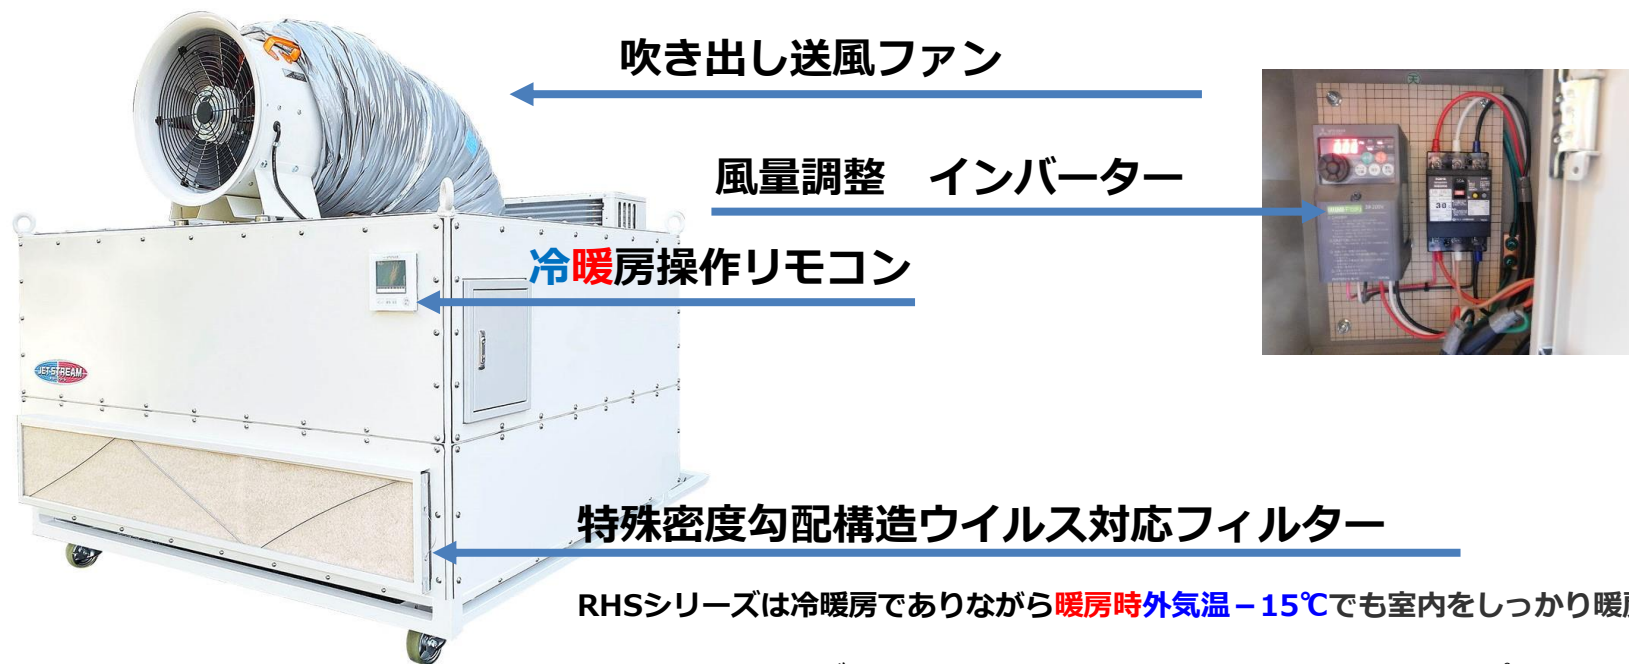 吹き出し送風ファン
風量調整　インバーター
冷暖房操作リモコン
JET STREAM
30
特殊密度勾配構造ウイルス対応フィルター
RHSシリーズは冷暖房でありながら暖房時外気温－15℃でも室内をしっかり暖房